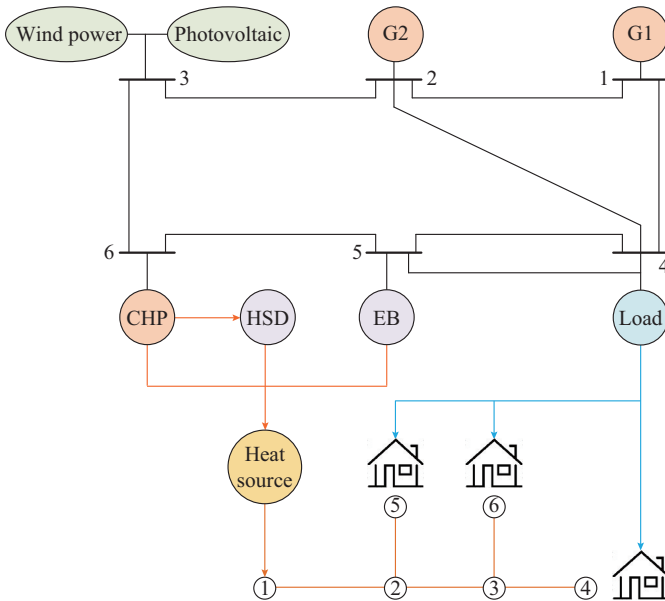 Wind power
Photovoltaic
G2
G1
3
2
1
6
5
4
CHP
HSD
EB
Load
Heat
source
5
6
1
2
3
4